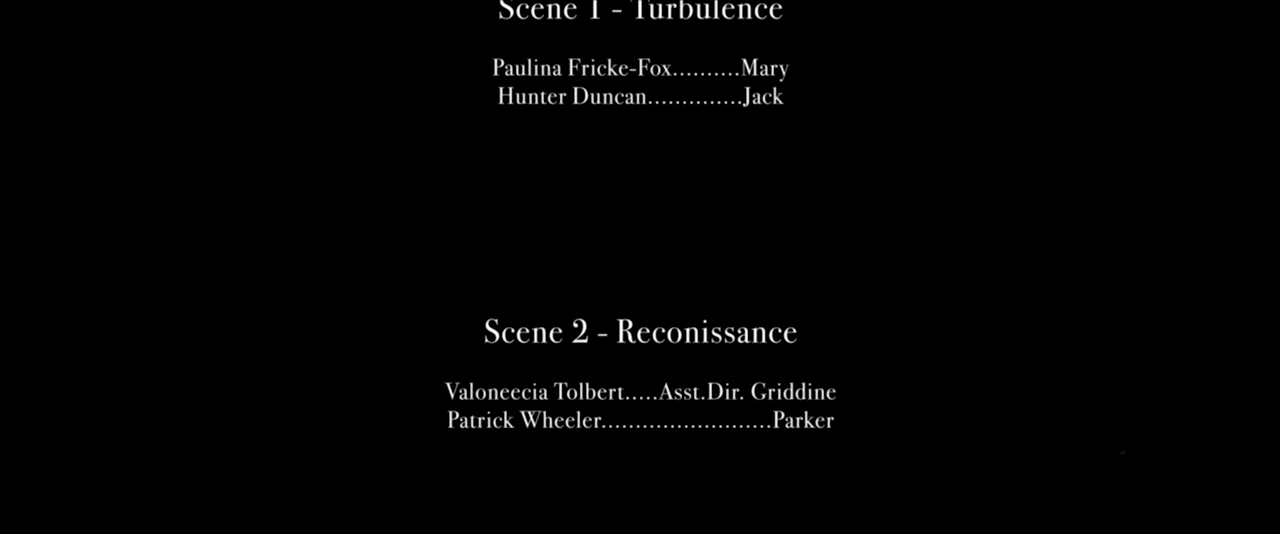 Scene 1 - Turbulence
Paulina Fricke-Fox..........Mary
Hunter Duncan..............Jack
Scene 2 - Reconissance
Valoneecia Tolbert.....Asst.Dir. Griddine
Patrick Wheeler.........................Parker